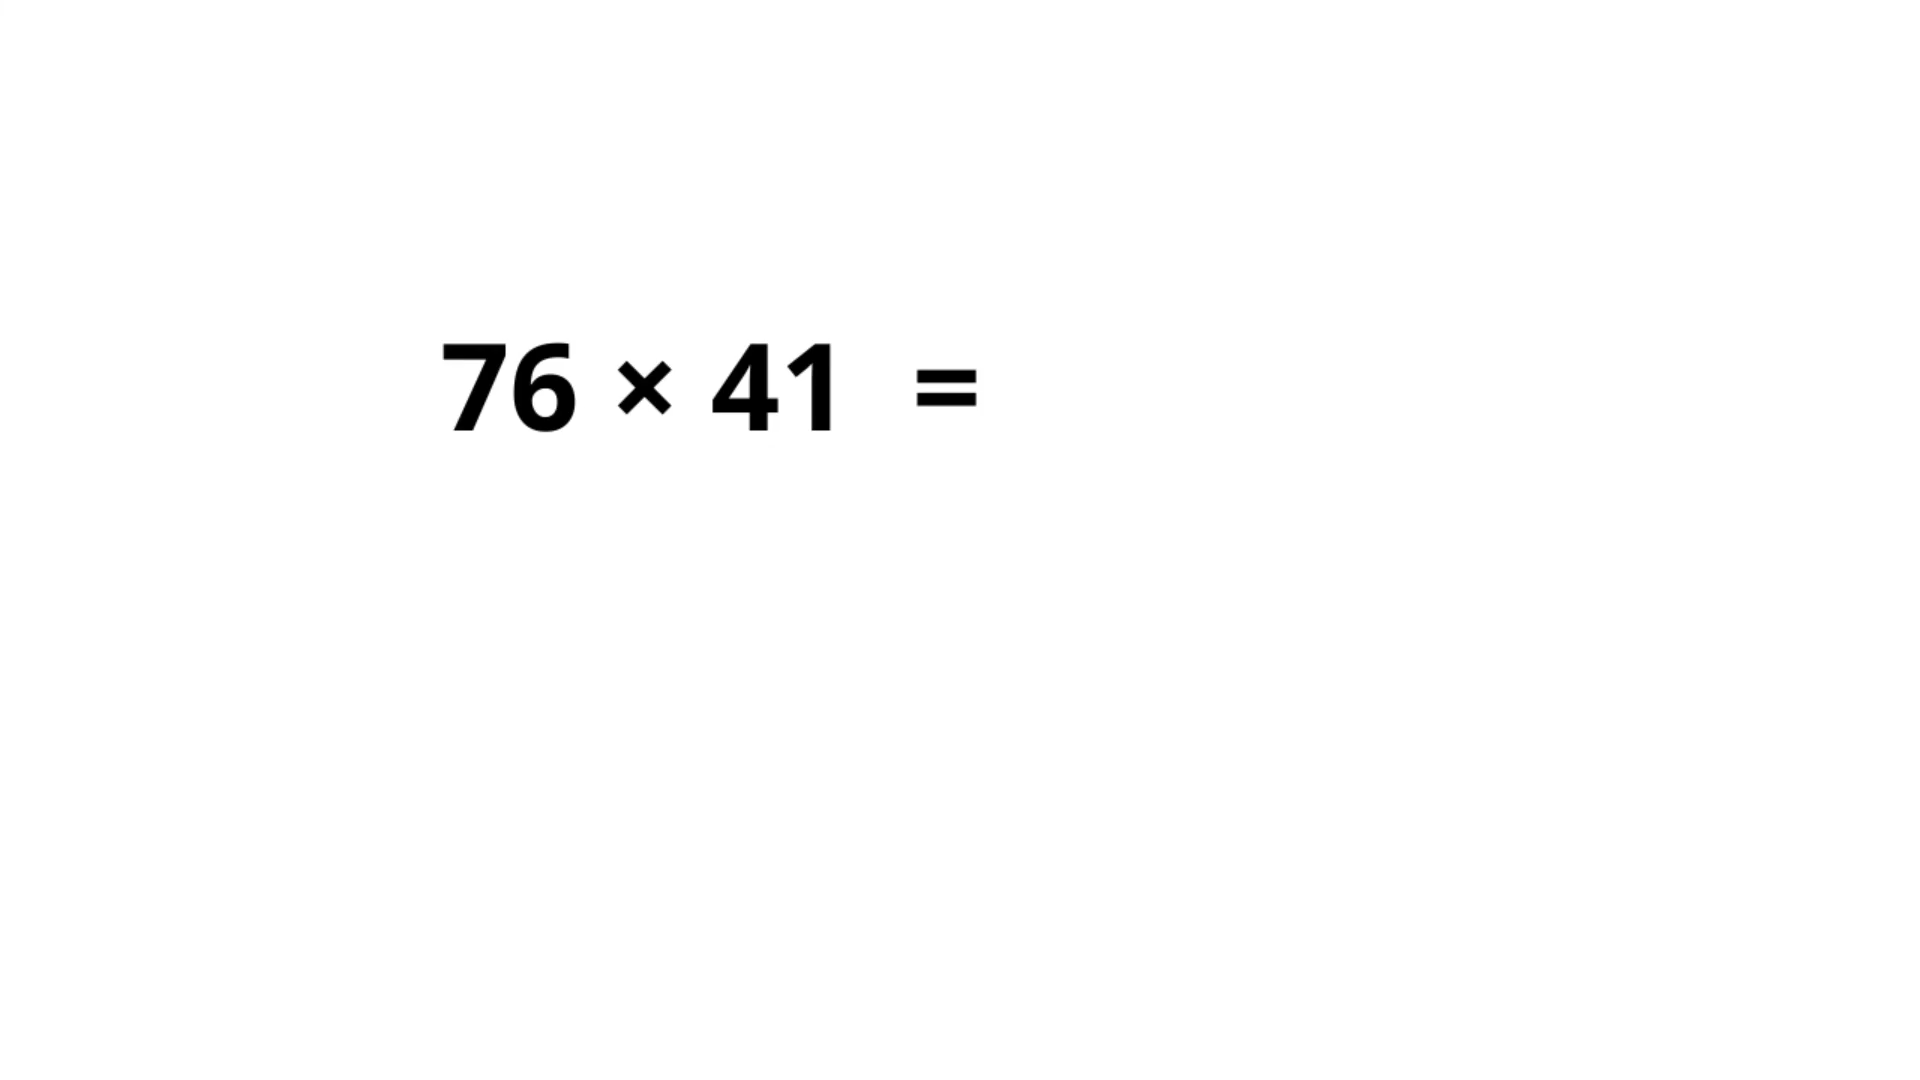 76 × 41 =